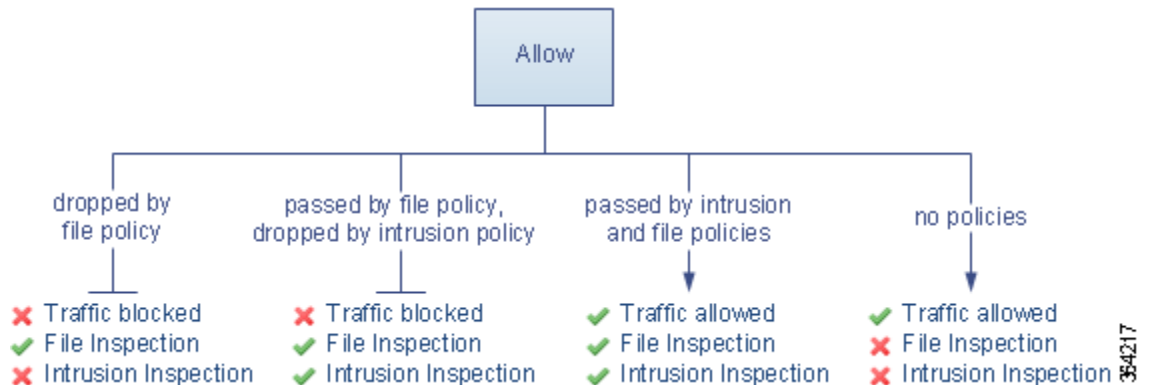 Allow
dropped by
file policy
passed by file policy,
dropped by intrusion policy
passed by intrusion
and file policies
no policies
Traffic blocked
File Inspection
Intrusion Inspection
Traffic blocked
File Inspection
Intrusion Inspection
Traffic allowed
File Inspection
Intrusion Inspection
Traffic allowed
File Inspection
Intrusion Inspection
364217